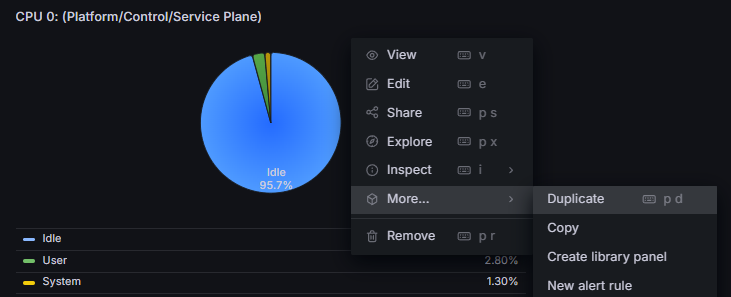 CPU 0: (Platform/Control/Service Plane)
View v
Edit e
Share p s
Explore p x
Inspect i
More...
Remove p r
Duplicate p d
Copy
Create library panel
New alert rule
Idle
95.7%
Idle
User 2.80%
System 1.30%